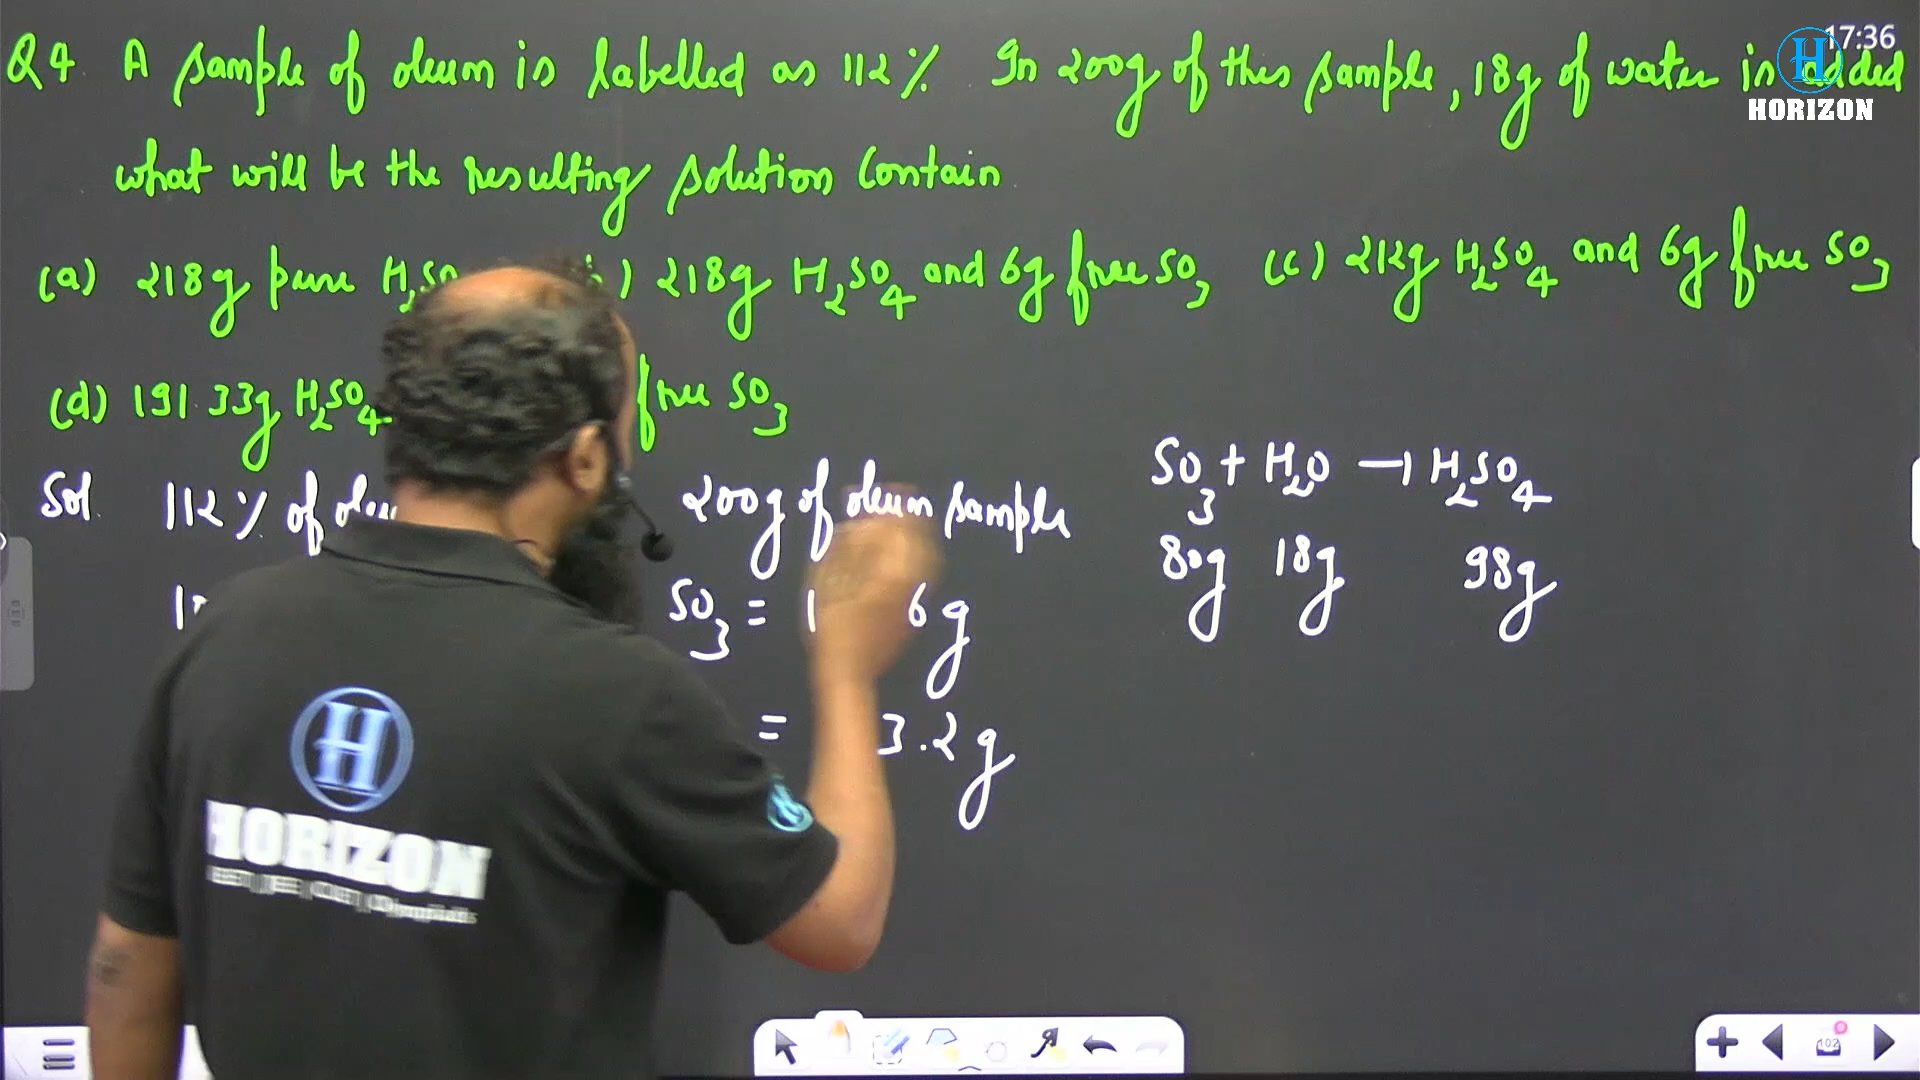 Q4 A sample of oleum is labelled as 112% In 200g of this sample, 18g of water is added
what will be the resulting solution contain
(a) 218g pure ) 218g H2SO4 and 6g free SO3 (c) 212g H2SO4 and 6g free SO3
(d) 191.33g H2SO4 free SO3
Sol. 112% of 200g of oleum sample
SO3 = 1 6g
= 3.2g
SO3 + H2O → H2SO4
80g 18g 98g
17:36
H
HORIZON
H
HORIZON
102